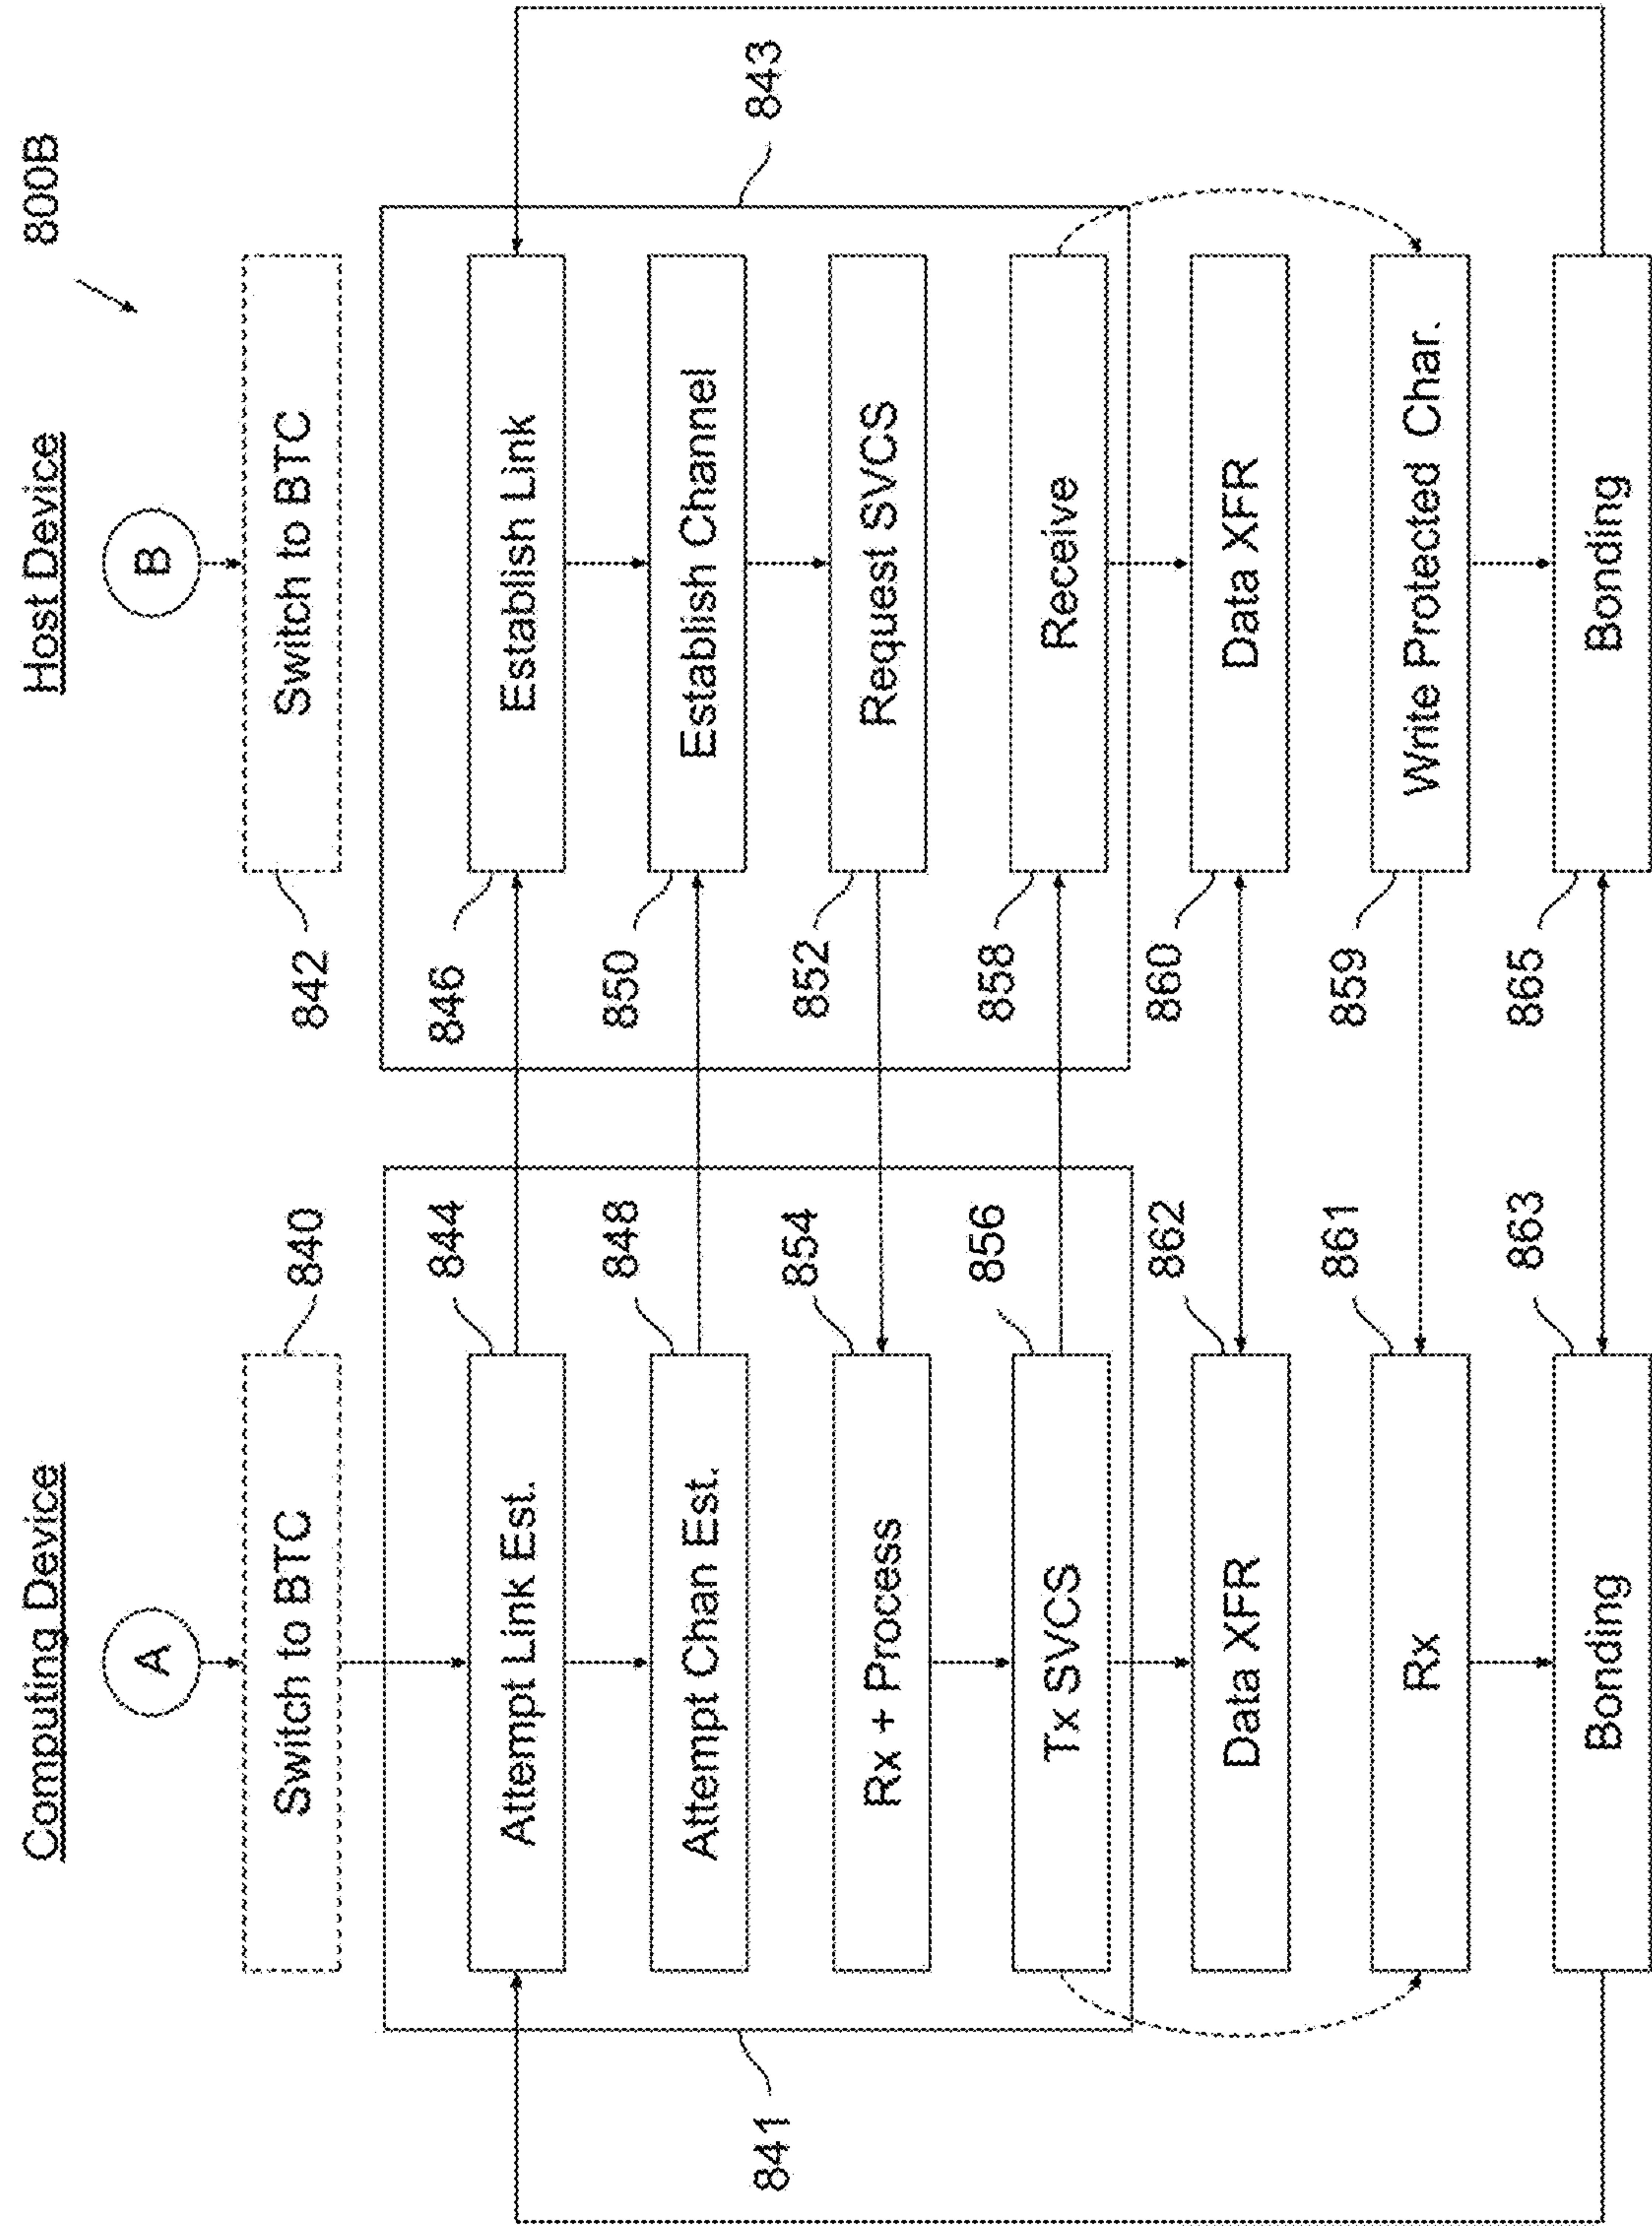 800B
Computing Device
Host Device
A
B
Switch to BTC
840
842
Switch to BTC
841
843
Attempt Link Est.
844
846
Establish Link
Attempt Chan Est.
848
850
Establish Channel
Rx + Process
854
852
Request SVCS
Tx SVCS
856
858
Receive
Data XFR
862
860
Data XFR
Rx
861
859
Write Protected Char.
Bonding
863
865
Bonding